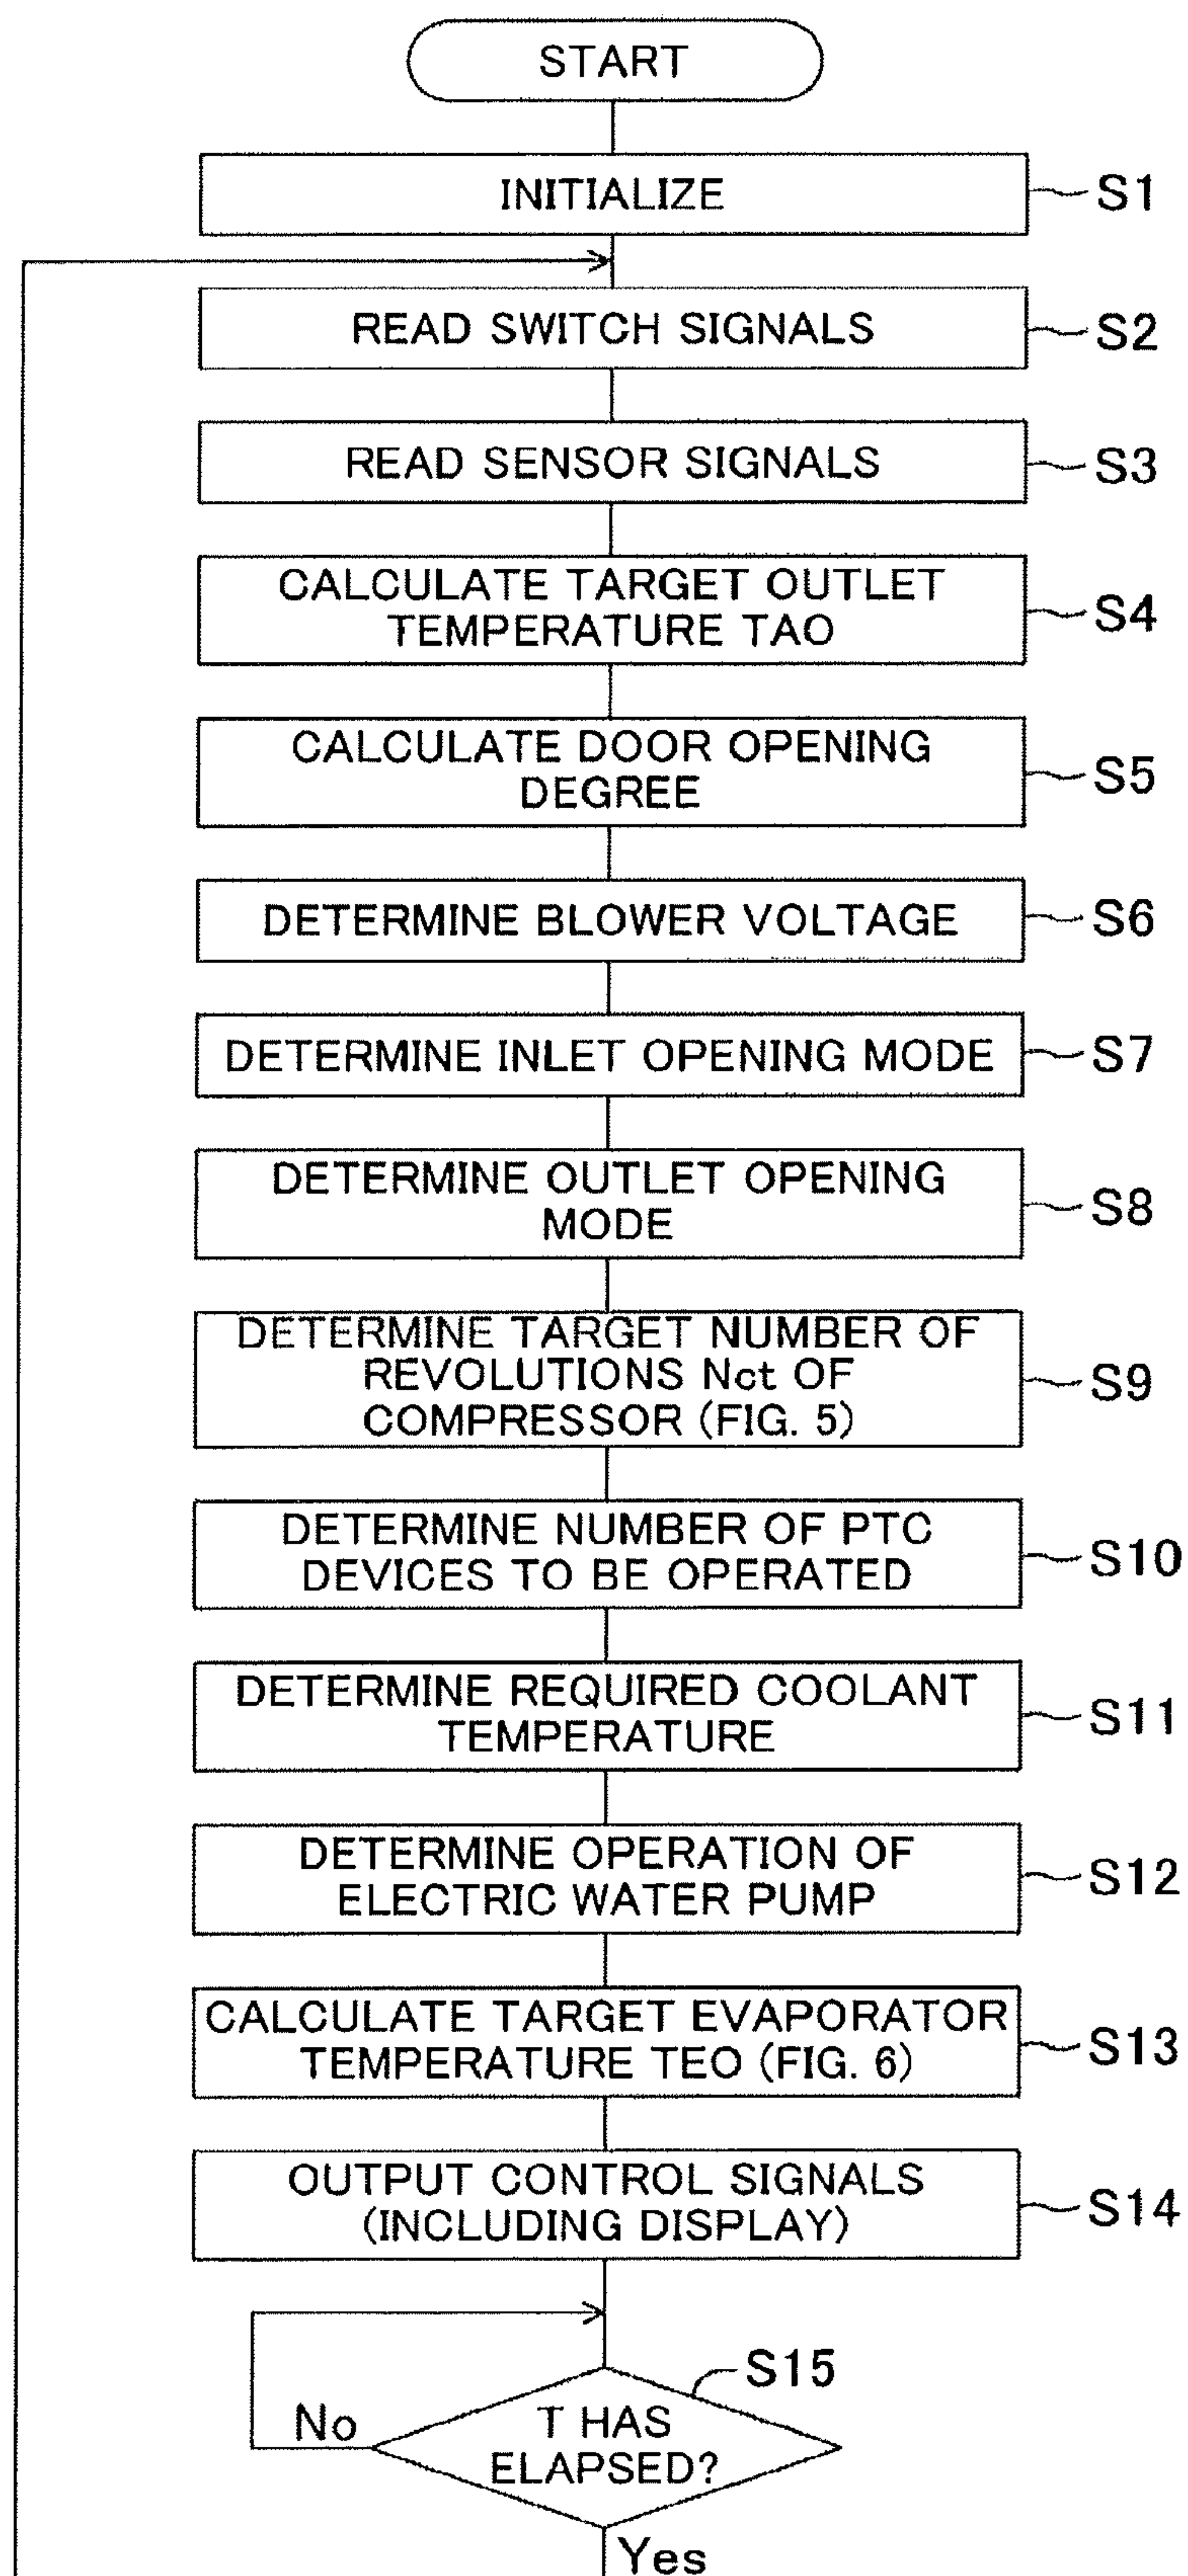 START
INITIALIZE
S1
READ SWITCH SIGNALS
S2
READ SENSOR SIGNALS
S3
CALCULATE TARGET OUTLET
TEMPERATURE TAO
S4
CALCULATE DOOR OPENING
DEGREE
S5
DETERMINE BLOWER VOLTAGE
S6
DETERMINE INLET OPENING MODE
S7
DETERMINE OUTLET OPENING
MODE
S8
DETERMINE TARGET NUMBER OF
REVOLUTIONS Nct OF
COMPRESSOR (FIG. 5)
S9
DETERMINE NUMBER OF PTC
DEVICES TO BE OPERATED
S10
DETERMINE REQUIRED COOLANT
TEMPERATURE
S11
DETERMINE OPERATION OF
ELECTRIC WATER PUMP
S12
CALCULATE TARGET EVAPORATOR
TEMPERATURE TEO (FIG. 6)
S13
OUTPUT CONTROL SIGNALS
(INCLUDING DISPLAY)
S14
S15
No
T HAS
ELAPSED?
Yes